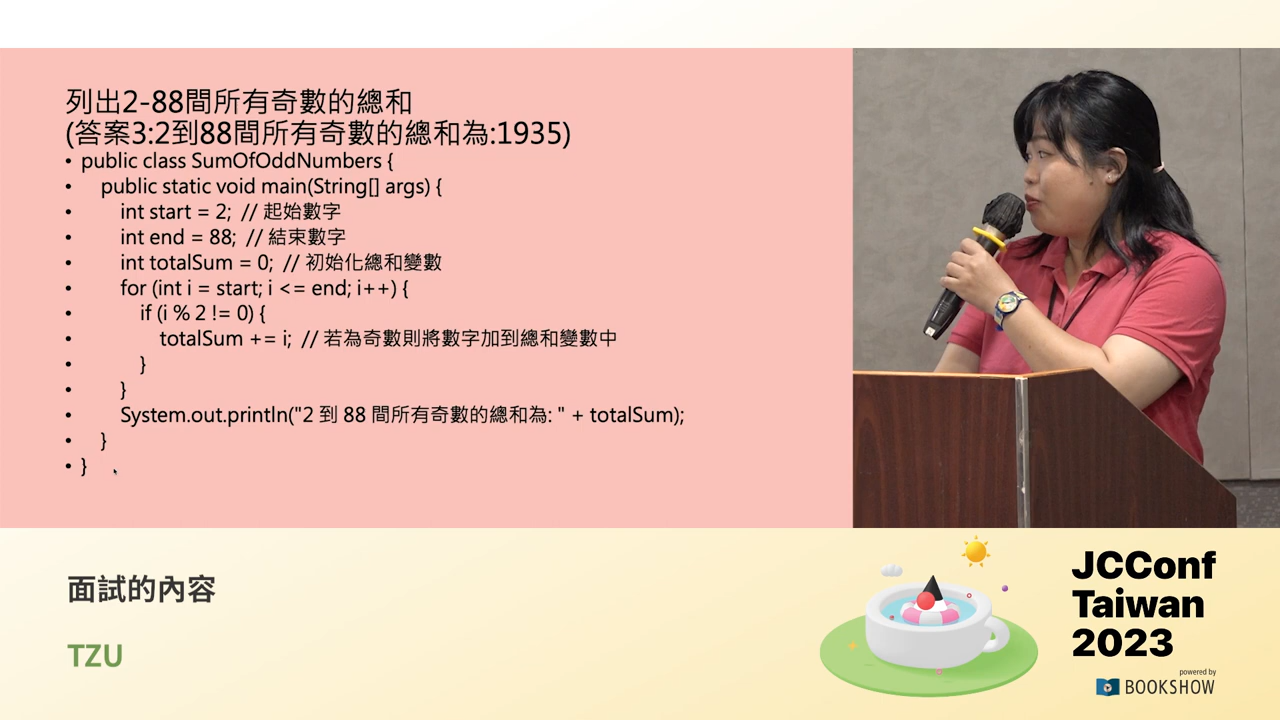 列出2-88間所有奇數的總和
(答案3:2到88間所有奇數的總和為:1935)
• public class SumOfOddNumbers {
• public static void main(String[] args) {
• int start = 2; // 起始數字
• int end = 88; // 結束數字
• int totalSum = 0; // 初始化總和變數
• for (int i = start; i <= end; i++) {
• if (i % 2 != 0) {
• totalSum += i; // 若為奇數則將數字加到總和變數中
• }
• }
• System.out.println("2 到 88 間所有奇數的總和為: " + totalSum);
• }
• }
面試的內容
TZU
JCConf
Taiwan
2023
powered by
BOOKSHOW